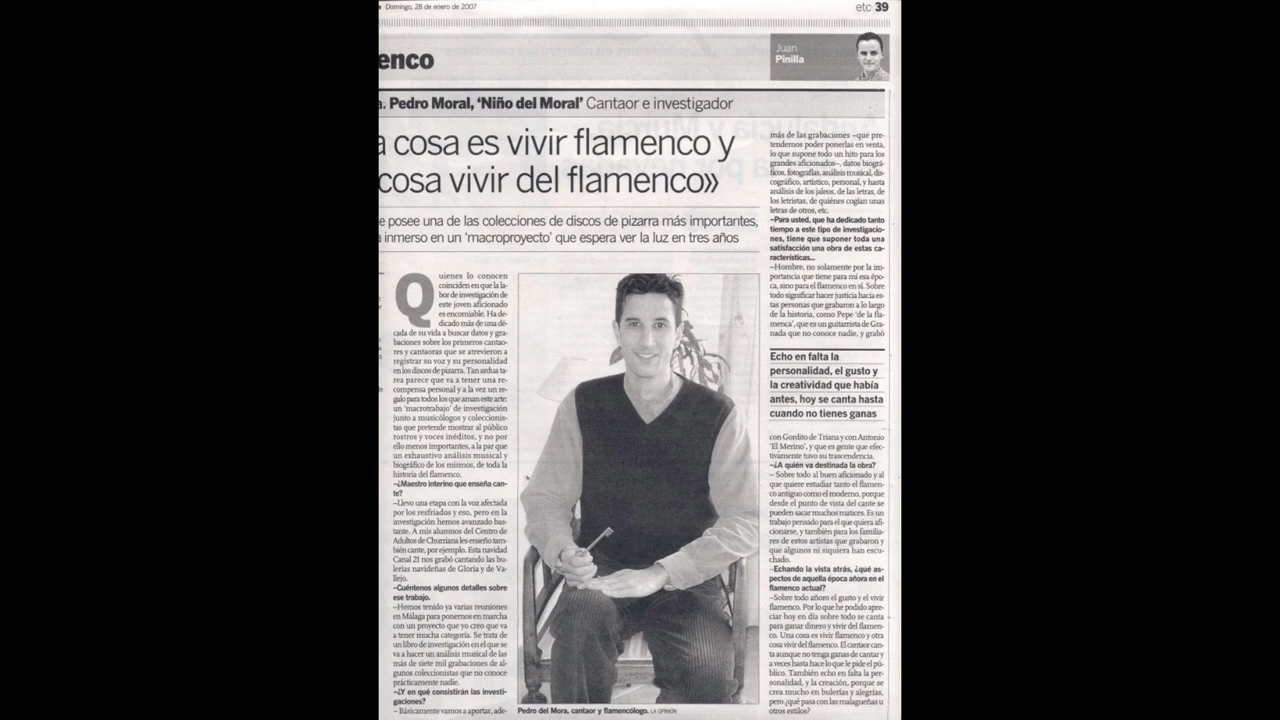 Domingo, 28 de enero de 2007
etc 39
enco
Juan
Pinilla
a. Pedro Moral, ‘Niño del Moral’ Cantaor e investigador
a cosa es vivir flamenco y
cosa vivir del flamenco»
e posee una de las colecciones de discos de pizarra más importantes,
a inmerso en un ‘macroproyecto’ que espera ver la luz en tres años
Quienes lo conocen
coinciden en que la la-
bor de investigación de
este joven aficionado
es encomiable. Ha de-
dicado más de una dé-
cada de su vida a buscar datos y gra-
baciones sobre los primeros cantao-
res y cantaoras que se atrevieron a
registrar su voz y su personalidad
en los discos de pizarra. Tan ardua ta-
rea parece que va a tener una re-
compensa personal y a la vez un re-
galo para todos los que aman este arte:
un ‘macrotrabajo’ de investigación
junto a musicólogos y coleccionis-
tas que pretende mostrar al público
rostros y voces inéditos, y no por
ello menos importantes, a la par que
un exhaustivo análisis musical y
biográfico de los mismos, de toda la
historia del flamenco.
–¿Maestro interino que enseña can-
te?
–Llevo una etapa con la voz afectada
por los resfriados y eso, pero en la
investigación hemos avanzado bas-
tante. A mis alumnos del Centro de
Adultos de Churriana les enseño tam-
bién cante, por ejemplo. Esta navidad
Canal 21 nos grabó cantando las bu-
lerías navideñas de Gloria y de Va-
llejo.
–Cuéntenos algunos detalles sobre
ese trabajo.
–Hemos tenido ya varias reuniones
en Málaga para ponernos en marcha
con un proyecto que yo creo que va
a tener mucha categoría. Se trata de
un libro de investigación en el que se
va a hacer un análisis musical de las
más de siete mil grabaciones de al-
gunos coleccionistas que no conoce
prácticamente nadie.
–¿Y en qué consistirán las investi-
gaciones?
–Básicamente vamos a aportar, ade-
Pedro del Mora, cantaor y flamencólogo. LA OPINIÓN
más de las grabaciones –que pre-
tendemos poder ponerlas en venta,
lo que supone todo un hito para los
grandes aficionados–, datos biográ-
ficos, fotografías, análisis musical, dis-
cográfico, artístico, personal, y hasta
análisis de los jaleos, de las letras, de
los letristas, de quiénes cogían unas
letras de otros, etc.
–Para usted, que ha dedicado tanto
tiempo a este tipo de investigacio-
nes, tiene que suponer toda una
satisfacción una obra de estas ca-
racterísticas...
–Hombre, no solamente por la im-
portancia que tiene para mi esa épo-
ca, sino para el flamenco en sí. Sobre
todo significar hacer justicia hacia es-
tas personas que grabaron a lo largo
de la historia, como Pepe ‘de la fla-
menca’, que es un guitarrista de Gra-
nada que no conoce nadie, y grabó
Echo en falta la
personalidad, el gusto y
la creatividad que había
antes, hoy se canta hasta
cuando no tienes ganas
con Gordito de Triana y con Antonio
‘El Merino’, y que es gente que efec-
tivamente tuvo su trascendencia.
–¿A quién va destinada la obra?
– Sobre todo al buen aficionado y al
que quiere estudiar tanto el flamen-
co antiguo como el moderno, porque
desde el punto de vista del cante se
pueden sacar muchos matices. Es un
trabajo pensado para el que quiera afi-
cionarse, y también para los familia-
res de estos artistas que grabaron y
que algunos ni siquiera han escu-
chado.
–Echando la vista atrás, ¿qué as-
pectos de aquella época añora en el
flamenco actual?
–Sobre todo añoro el gusto y el vivir
flamenco. Por lo que he podido apre-
ciar hoy en día sobre todo se canta
para ganar dinero y vivir del flamen-
co. Una cosa es vivir flamenco y otra
cosa vivir del flamenco. El cantaor can-
ta aunque no tenga ganas de cantar y
a veces hasta hace lo que le pide el pú-
blico. También echo en falta la per-
sonalidad, y la creación, porque se
crea mucho en bulerías y alegrías,
pero ¿qué pasa con las malagueñas u
otros estilos?